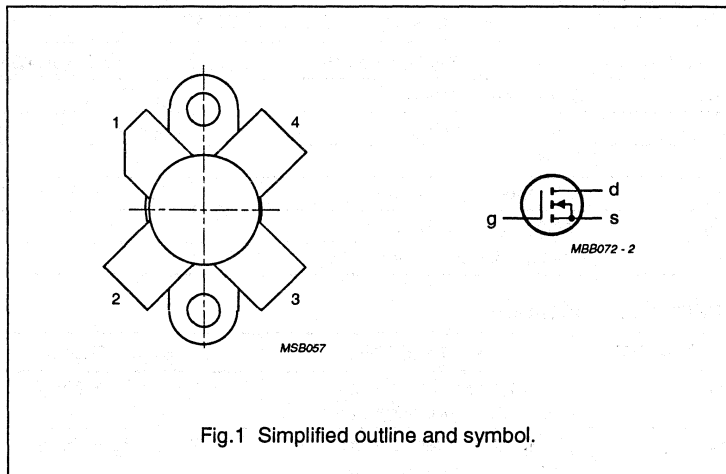 1
4
2
3
MSB057
g
d
s
MBB072 - 2
Fig.1 Simplified outline and symbol.